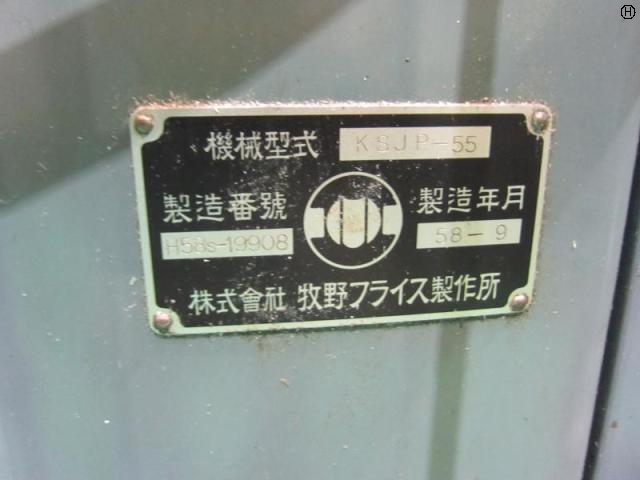 機械型式 KSJP-55
製造番號 製造年月
H58s-19908 58-9
株式會社 牧野フライス製作所
H